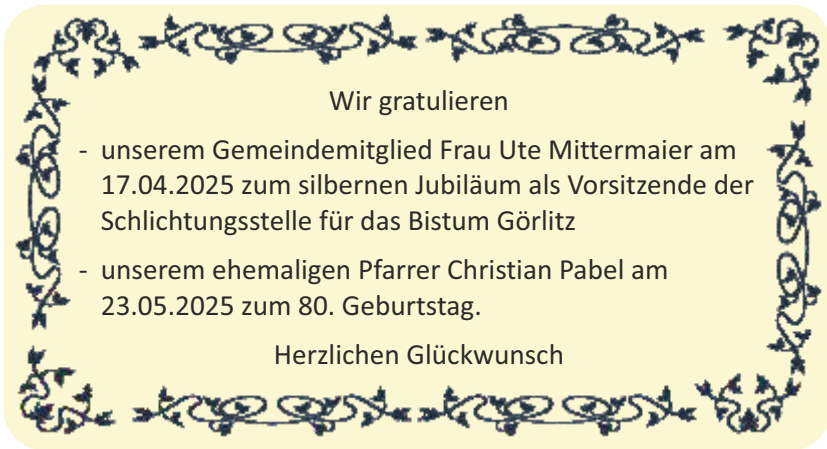 Wir gratulieren
- unserem Gemeindemitglied Frau Ute Mittermaier am
17.04.2025 zum silbernen Jubiläum als Vorsitzende der
Schlichtungsstelle für das Bistum Görlitz
- unserem ehemaligen Pfarrer Christian Pabel am
23.05.2025 zum 80. Geburtstag.
Herzlichen Glückwunsch